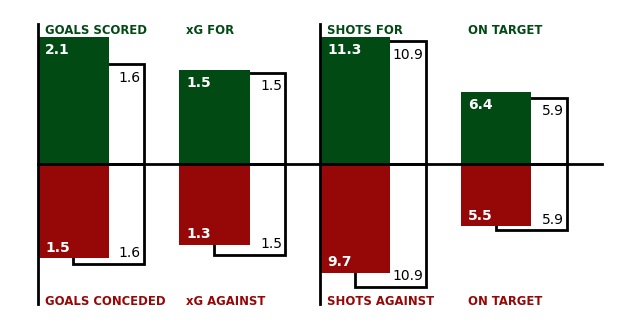 GOALS SCORED xG FOR SHOTS FOR ON TARGET
2.1 1.6 1.5 1.5 11.3 10.9 6.4 5.9
1.5 1.6 1.3 1.5 9.7 10.9 5.5 5.9
GOALS CONCEDED xG AGAINST SHOTS AGAINST ON TARGET